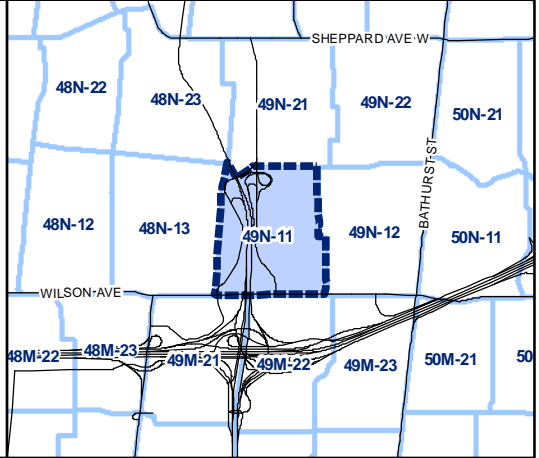 SHEPPARD AVE W
48N-22
48N-23
49N-21
49N-22
50N-21
BATHURST ST
48N-12
48N-13
49N-11
49N-12
50N-11
WILSON AVE
48M-22
48M-23
49M-21
49M-22
49M-23
50M-21
50